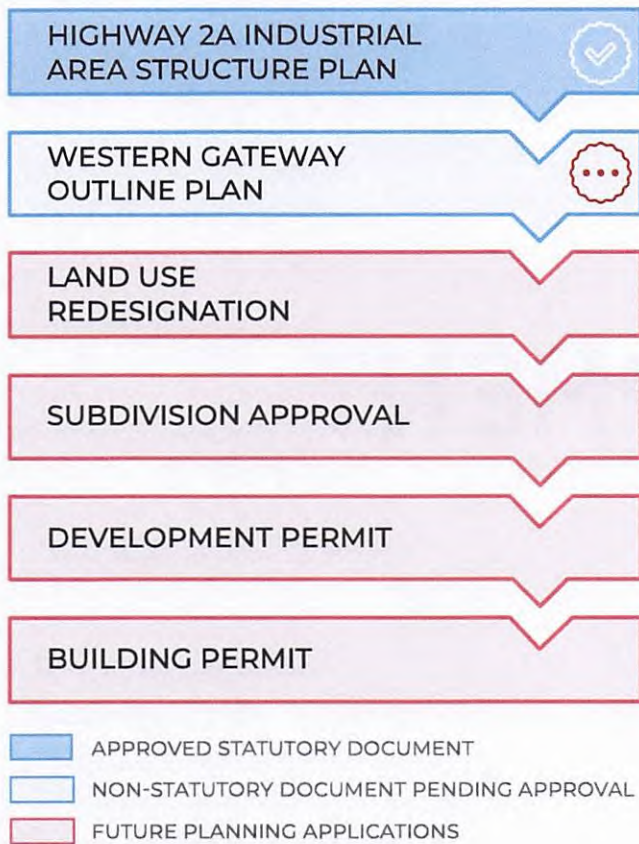 HIGHWAY 2A INDUSTRIAL
AREA STRUCTURE PLAN
WESTERN GATEWAY
OUTLINE PLAN
LAND USE
REDESIGNATION
SUBDIVISION APPROVAL
DEVELOPMENT PERMIT
BUILDING PERMIT
APPROVED STATUTORY DOCUMENT
NON-STATUTORY DOCUMENT PENDING APPROVAL
FUTURE PLANNING APPLICATIONS